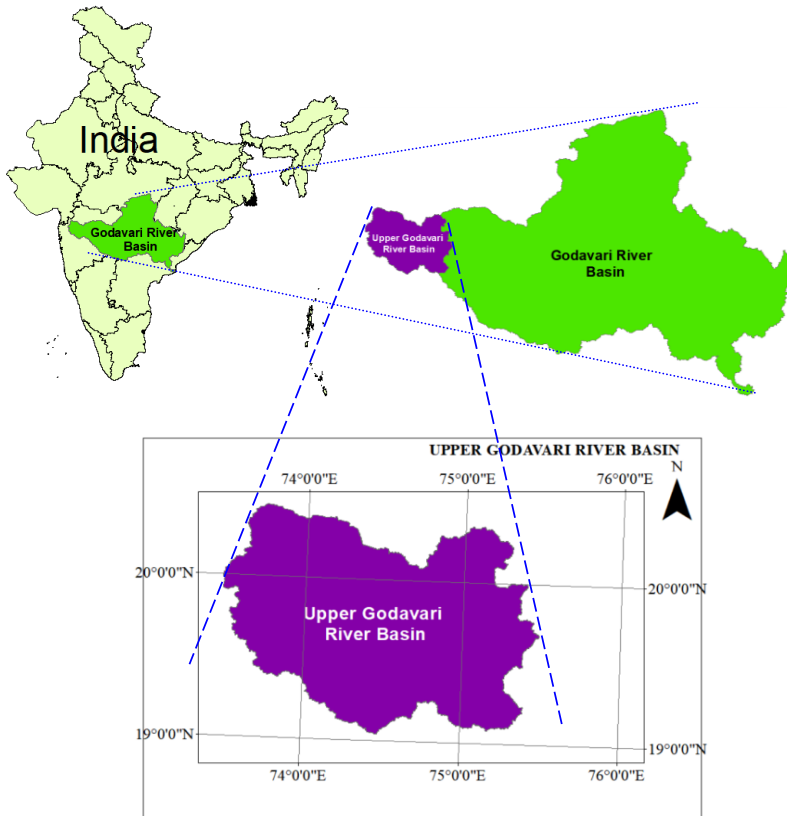 India
Godavari River
Basin
Upper Godavari
River Basin
Godavari River
Basin
UPPER GODAVARI RIVER BASIN
N
74°0'0"E
75°0'0"E
76°0'0"E
20°0'0"N
20°0'0"N
Upper Godavari
River Basin
19°0'0"N
19°0'0"N
74°0'0"E
75°0'0"E
76°0'0"E